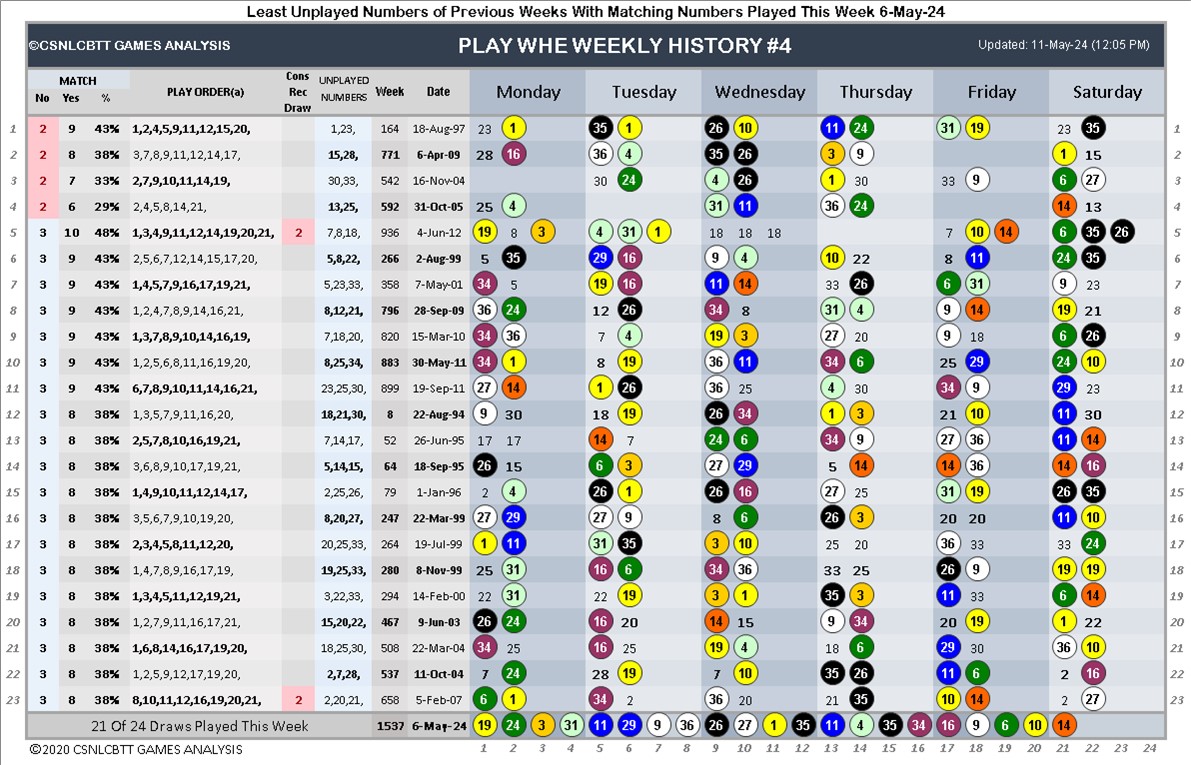 Least Unplayed Numbers of Previous Weeks With Matching Numbers Played This Week 6-May-24
©CSNLCBTT GAMES ANALYSIS PLAY WHE WEEKLY HISTORY #4 Updated: 11-May-24 (12:05 PM)
MATCH No Yes % PLAY ORDER(a) Cons Rec Draw UNPLAYED NUMBERS Week Date Monday Tuesday Wednesday Thursday Friday Saturday
1 2 9 43% 1,2,4,5,9,11,12,15,20, 1,23, 164 18-Aug-97 23 1 35 1 26 10 11 24 31 19 23 35 1
2 2 8 38% 3,7,8,9,11,12,14,17, 15,28, 771 6-Apr-09 28 16 36 4 35 26 3 9 1 15 2
3 2 7 33% 2,7,9,10,11,14,19, 30,33, 542 16-Nov-04 30 24 4 26 1 30 33 9 6 27 3
4 2 6 29% 2,4,5,8,14,21, 13,25, 592 31-Oct-05 25 4 31 11 36 24 14 13 4
5 3 10 48% 1,3,4,9,11,12,14,19,20,21, 2 7,8,18, 936 4-Jun-12 19 8 3 4 31 1 18 18 18 7 10 14 6 35 26 5
6 3 9 43% 2,5,6,7,12,14,15,17,20, 5,8,22, 266 2-Aug-99 5 35 29 16 9 4 10 22 8 11 24 35 6
7 3 9 43% 1,4,5,7,9,16,17,19,21, 5,23,33, 358 7-May-01 34 5 19 16 11 14 33 26 6 31 9 23 7
8 3 9 43% 1,2,4,7,8,9,14,16,21, 8,12,21, 796 28-Sep-09 36 24 12 26 34 8 31 4 9 14 19 21 8
9 3 9 43% 1,3,7,8,9,10,14,16,19, 7,18,20, 820 15-Mar-10 34 36 7 4 19 3 27 20 9 18 6 26 9
10 3 9 43% 1,2,5,6,8,11,16,19,20, 8,25,34, 883 30-May-11 34 1 8 19 36 11 34 6 25 29 24 10 10
11 3 9 43% 6,7,8,9,10,11,14,16,21, 23,25,30, 899 19-Sep-11 27 14 1 26 36 25 4 30 34 9 29 23 11
12 3 8 38% 1,3,5,7,9,11,16,20, 18,21,30, 8 22-Aug-94 9 30 18 19 26 34 1 3 21 10 11 30 12
13 3 8 38% 2,5,7,8,10,16,19,21, 7,14,17, 52 26-Jun-95 17 17 14 7 24 6 34 9 27 36 11 14 13
14 3 8 38% 3,6,8,9,10,17,19,21, 5,14,15, 64 18-Sep-95 26 15 6 3 27 29 5 14 14 36 14 16 14
15 3 8 38% 1,4,9,10,11,12,14,17, 2,25,26, 79 1-Jan-96 2 4 26 1 26 16 27 25 31 19 26 35 15
16 3 8 38% 3,5,6,7,9,10,19,20, 8,20,27, 247 22-Mar-99 27 29 27 9 8 6 26 3 20 20 11 10 16
17 3 8 38% 2,3,4,5,8,11,12,20, 20,25,33, 264 19-Jul-99 1 11 31 35 3 10 25 20 36 33 33 24 17
18 3 8 38% 1,4,7,8,9,16,17,19, 19,25,33, 280 8-Nov-99 25 31 16 6 34 36 33 25 26 9 19 19 18
19 3 8 38% 1,3,4,5,11,12,19,21, 3,22,33, 294 14-Feb-00 22 31 22 19 3 1 35 3 11 33 6 14 19
20 3 8 38% 1,2,7,9,11,16,17,21, 15,20,22, 467 9-Jun-03 26 24 16 20 14 15 9 34 20 19 1 22 20
21 3 8 38% 1,6,8,14,16,17,19,20, 18,25,30, 508 22-Mar-04 34 25 16 25 19 4 18 6 29 30 36 10 21
22 3 8 38% 1,2,5,9,12,17,19,20, 2,7,28, 537 11-Oct-04 7 24 28 19 7 10 35 26 11 6 2 16 22
23 3 8 38% 8,10,11,12,16,19,20,21, 2 2,20,21, 658 5-Feb-07 6 1 34 2 36 20 21 35 10 14 2 27 23
21 Of 24 Draws Played This Week 1537 6-May-24 19 24 3 31 11 29 9 36 26 27 1 35 11 4 35 34 16 9 6 10 14
©2020 CSNLCBTT GAMES ANALYSIS 1 2 3 4 5 6 7 8 9 10 11 12 13 14 15 16 17 18 19 20 21 22 23 24